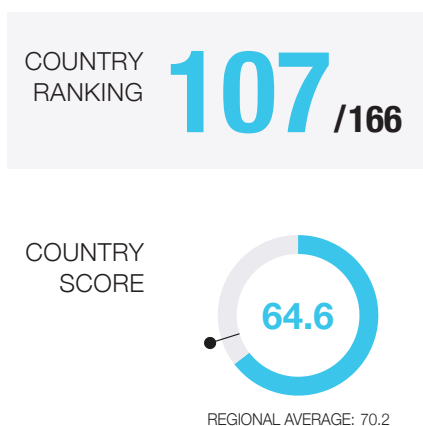 COUNTRY
RANKING
107/166
COUNTRY
SCORE
64.6
REGIONAL AVERAGE: 70.2